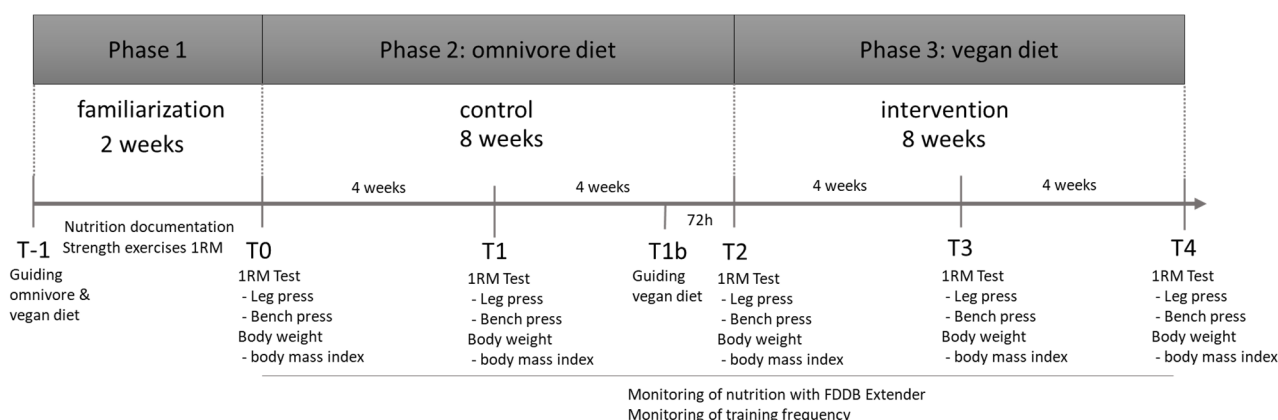 Phase 1
Phase 2: omnivore diet
Phase 3: vegan diet
familiarization
2 weeks
control
8 weeks
intervention
8 weeks
4 weeks
4 weeks
4 weeks
4 weeks
Nutrition documentation
Strength exercises 1RM
72h
T-1
Guiding
omnivore &
vegan diet
T0
1RM Test
- Leg press
- Bench press
Body weight
- body mass index
T1
1RM Test
- Leg press
- Bench press
Body weight
- body mass index
T1b
Guiding
vegan diet
T2
1RM Test
- Leg press
- Bench press
Body weight
- body mass index
T3
1RM Test
- Leg press
- Bench press
Body weight
- body mass index
T4
1RM Test
- Leg press
- Bench press
Body weight
- body mass index
Monitoring of nutrition with FDDB Extender
Monitoring of training frequency